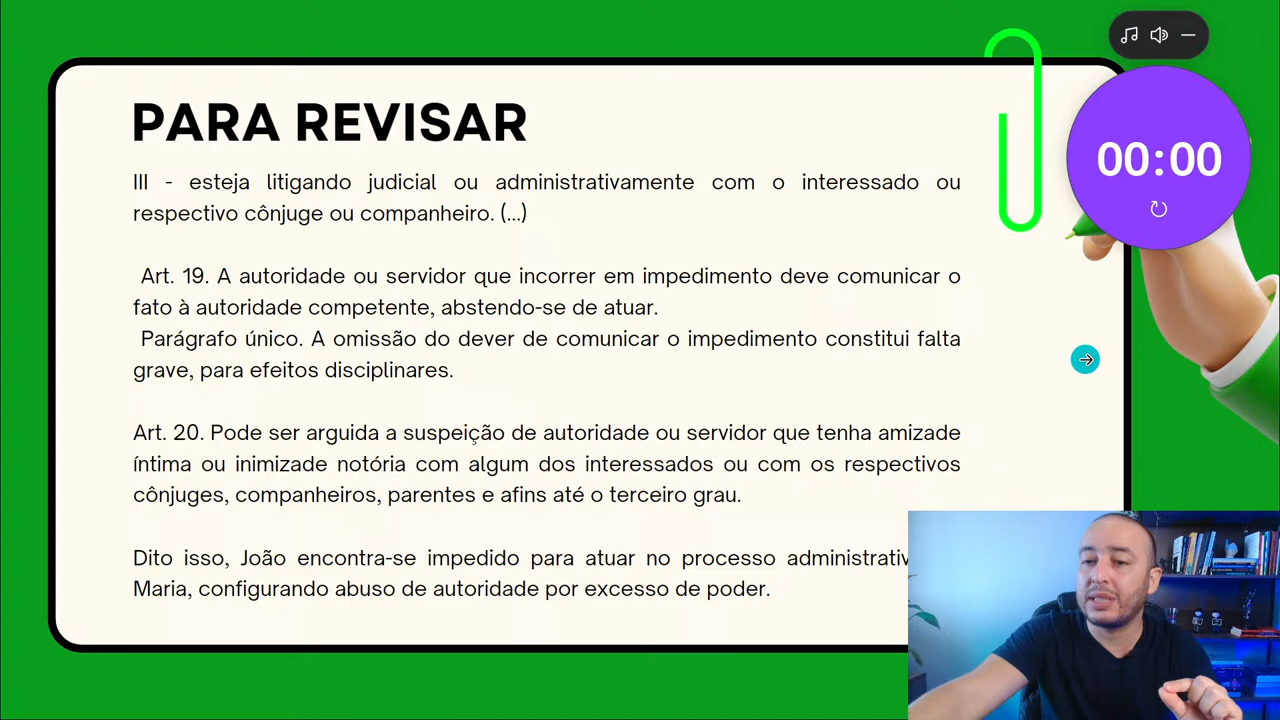 PARA REVISAR
00:00
III - esteja litigando judicial ou administrativamente com o interessado ou
respectivo cônjuge ou companheiro. (...)
Art. 19. A autoridade ou servidor que incorrer em impedimento deve comunicar o
fato à autoridade competente, abstendo-se de atuar.
Parágrafo único. A omissão do dever de comunicar o impedimento constitui falta
grave, para efeitos disciplinares.
Art. 20. Pode ser arguida a suspeição de autoridade ou servidor que tenha amizade
íntima ou inimizade notória com algum dos interessados ou com os respectivos
cônjuges, companheiros, parentes e afins até o terceiro grau.
Dito isso, João encontra-se impedido para atuar no processo
Maria, configurando abuso de autoridade por excesso de poder.